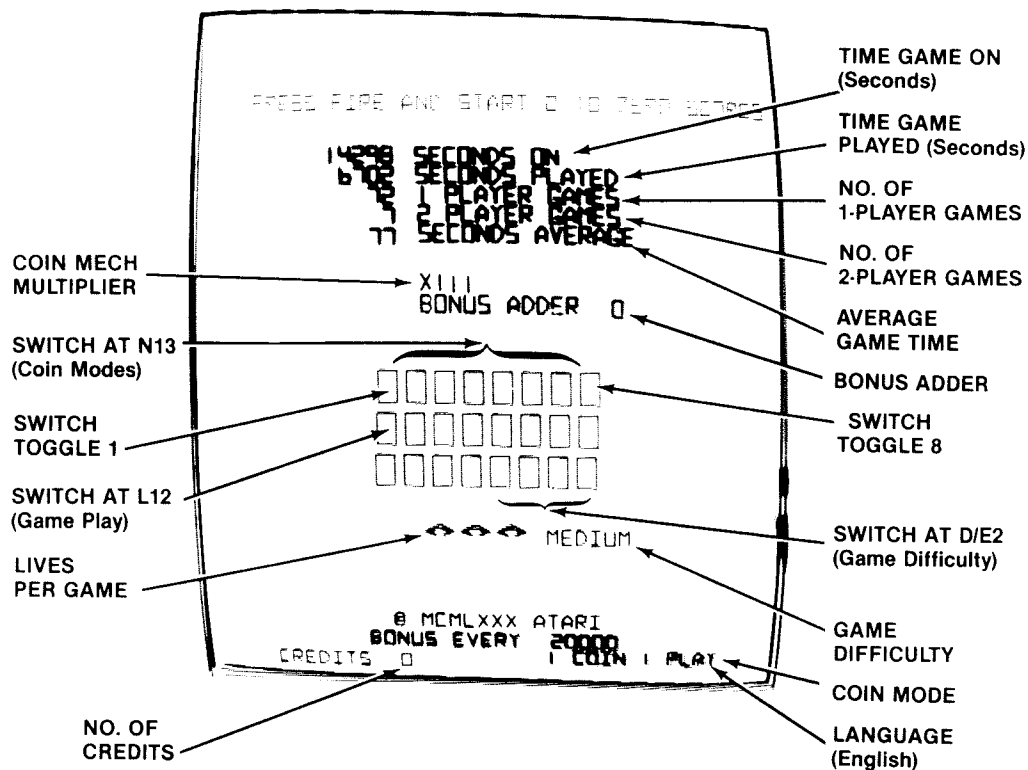 TIME GAME ON
(Seconds)
PRESS FIRE AND START 2 TO ZERO SCORES
TIME GAME
PLAYED (Seconds)
14298 SECONDS ON
6702 SECONDS PLAYED
1 PLAYER GAMES
2 PLAYER GAMES
77 SECONDS AVERAGE
NO. OF
1-PLAYER GAMES
NO. OF
2-PLAYER GAMES
COIN MECH
MULTIPLIER
X111
BONUS ADDER 0
AVERAGE
GAME TIME
SWITCH AT N13
(Coin Modes)
BONUS ADDER
SWITCH
TOGGLE 1
SWITCH
TOGGLE 8
SWITCH AT L12
(Game Play)
SWITCH AT D/E2
(Game Difficulty)
MEDIUM
LIVES
PER GAME
© MCMLXXX ATARI
BONUS EVERY 20000
CREDITS 0 1 COIN 1 PLAY
GAME
DIFFICULTY
COIN MODE
NO. OF
CREDITS
LANGUAGE
(English)